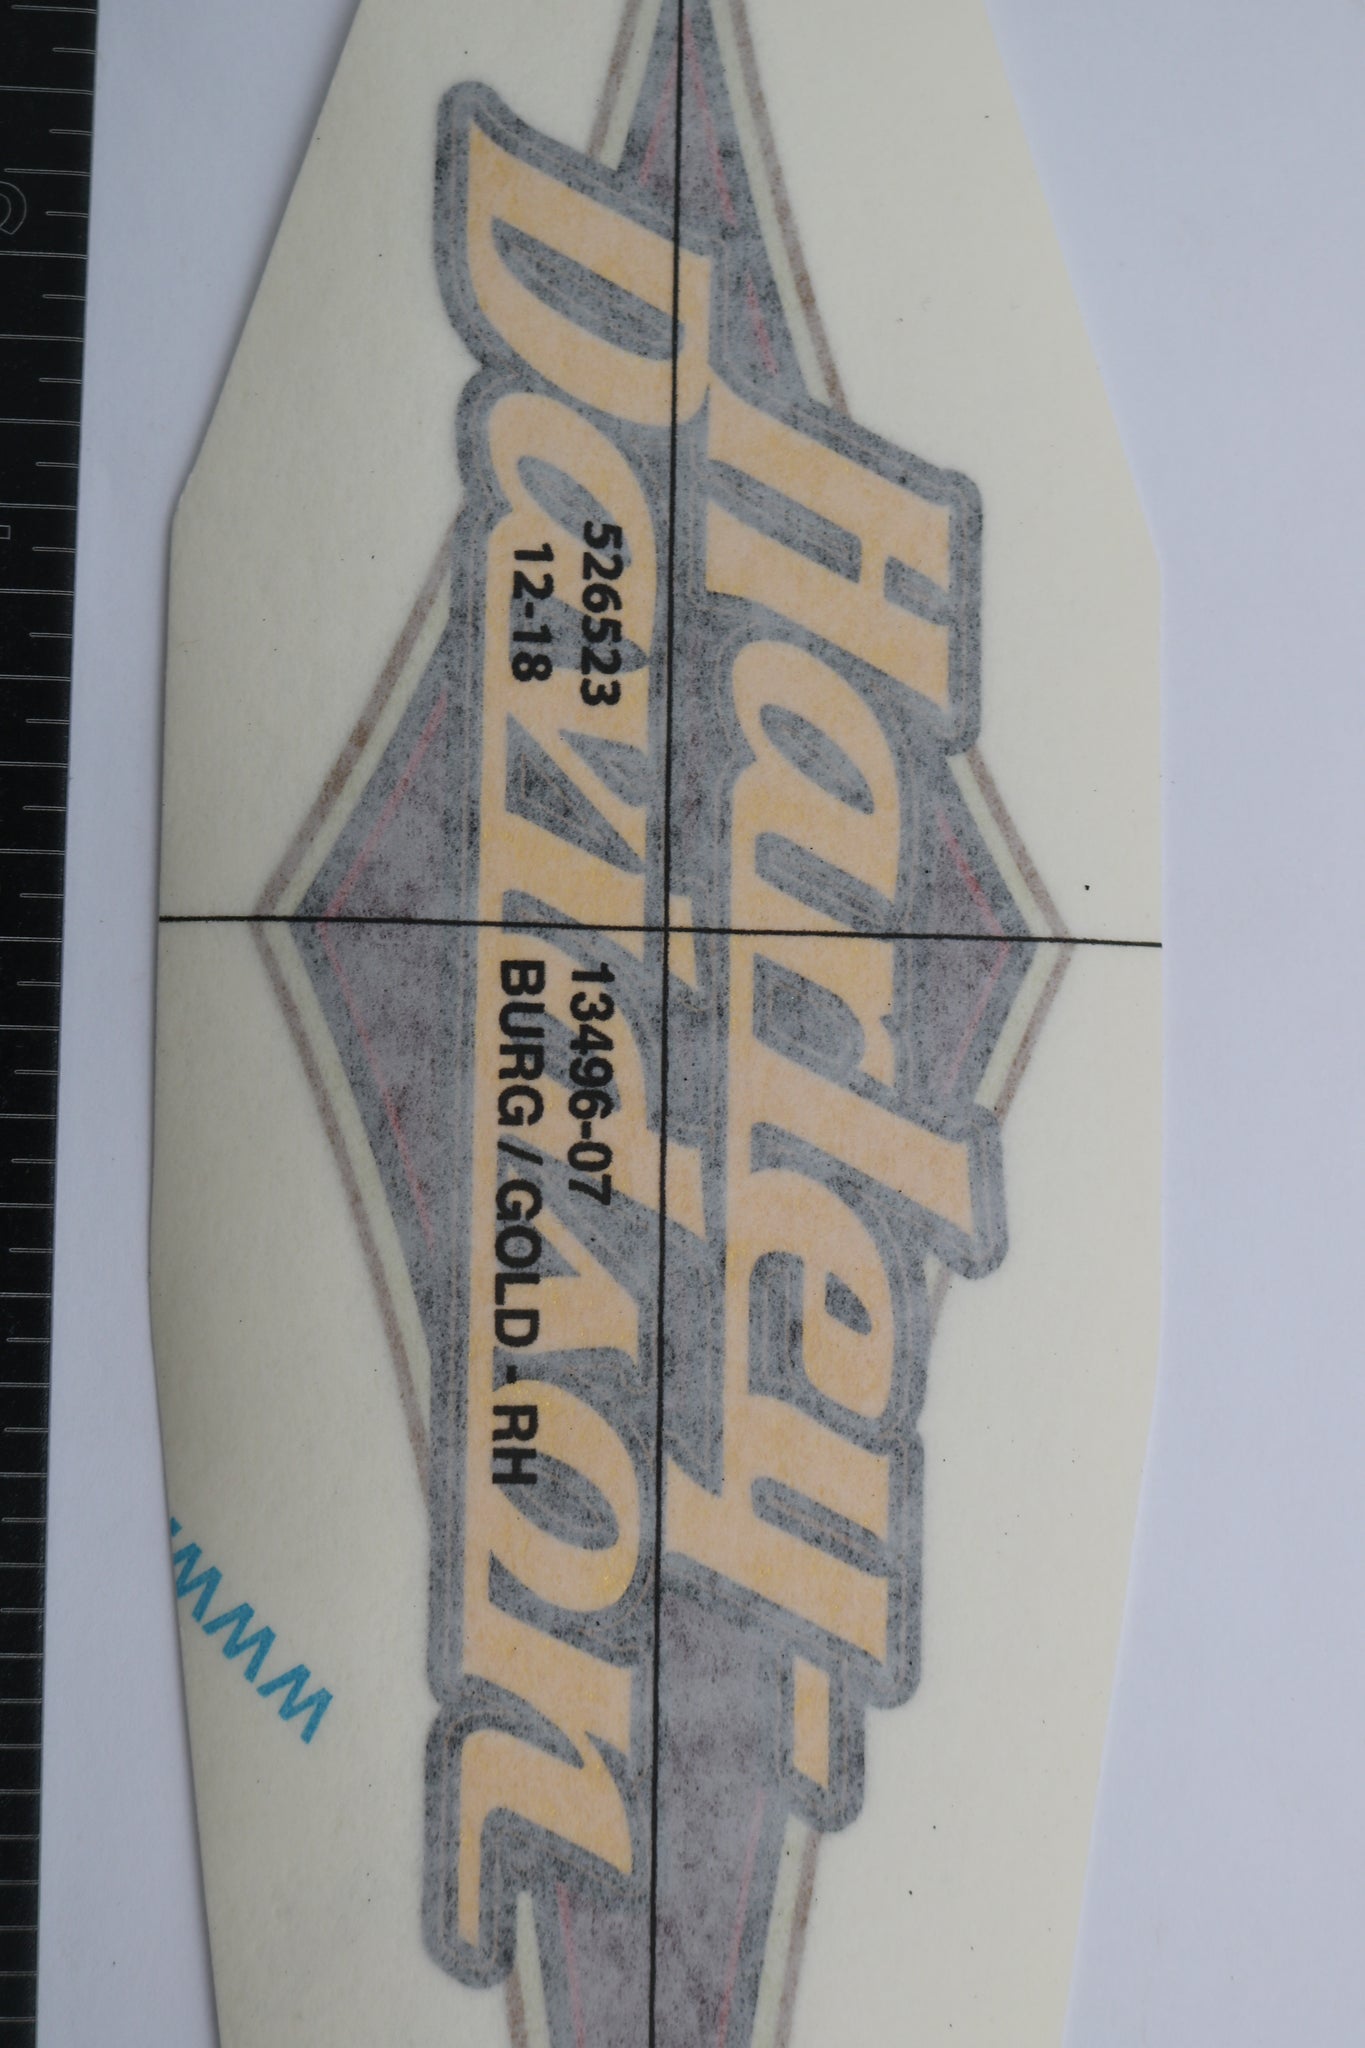 Harley-
Davidson
526523
12-18
13496-07
BURG/GOLD-RH